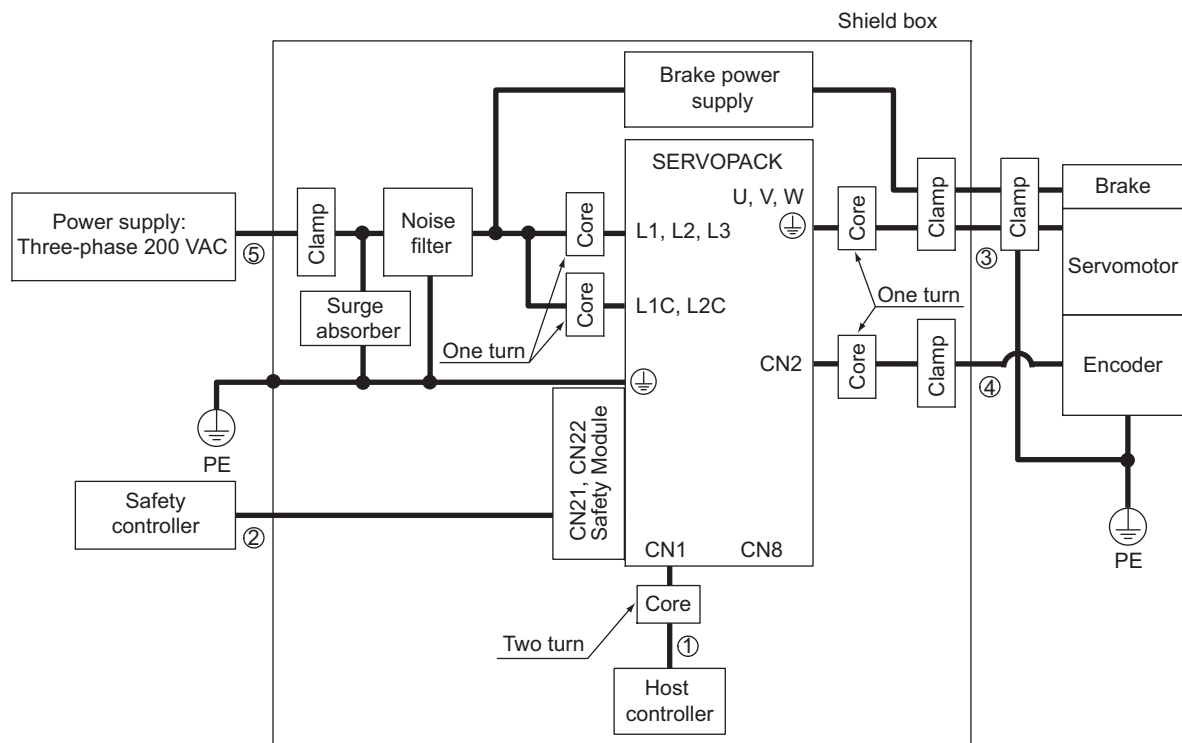 Shield box
Brake power
supply
SERVOPACK
U, V, W
Power supply:
Three-phase 200 VAC
⑤
Clamp
Noise
filter
Core
L1, L2, L3
Core
Clamp
Clamp
③
Brake
Servomotor
Surge
absorber
Core
L1C, L2C
One turn
One turn
CN2
Core
Clamp
④
Encoder
PE
CN21, CN22
Safety Module
Safety
controller
②
PE
CN1
CN8
Core
Two turn
①
Host
controller